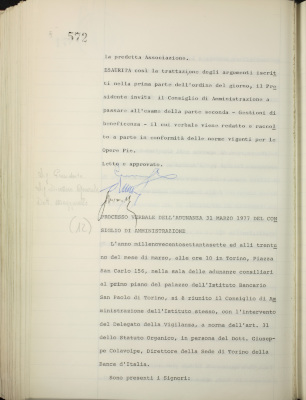 572
la predetta Associazione.
ESAURITA così la trattazione degli argomenti iscrit
ti nella prima parte dell'ordine del giorno, il Pre
sidente invita il Consiglio di Amministrazione a
passare all'esame della parte seconda - Gestioni di
beneficenza - il cui verbale viene redatto e raccol
to a parte in conformità delle norme vigenti per le
Opere Pie.
Letto e approvato.
(12)
PROCESSO VERBALE DELL'ADUNANZA 31 MARZO 1977 DEL CON
SIGLIO DI AMMINISTRAZIONE
L'anno millenovecentosettantasette ad allì trentu
no del mese di marzo, alle ore 10 in Torino, Piazza
San Carlo 156, nella sala delle adunanze consiliari
al primo piano del palazzo dell'Istituto Bancario
San Paolo di Torino, si è riunito il Consiglio di Am
ministrazione dell'Istituto stesso, con l'intervento
del Delegato della Vigilanza, a norma dell'art. 31
dello Statuto Organico, in persona del Dott. Giusep
pe Colavolpe, Direttore della Sede di Torino della
Banca d'Italia.
Sono presenti i Signori: